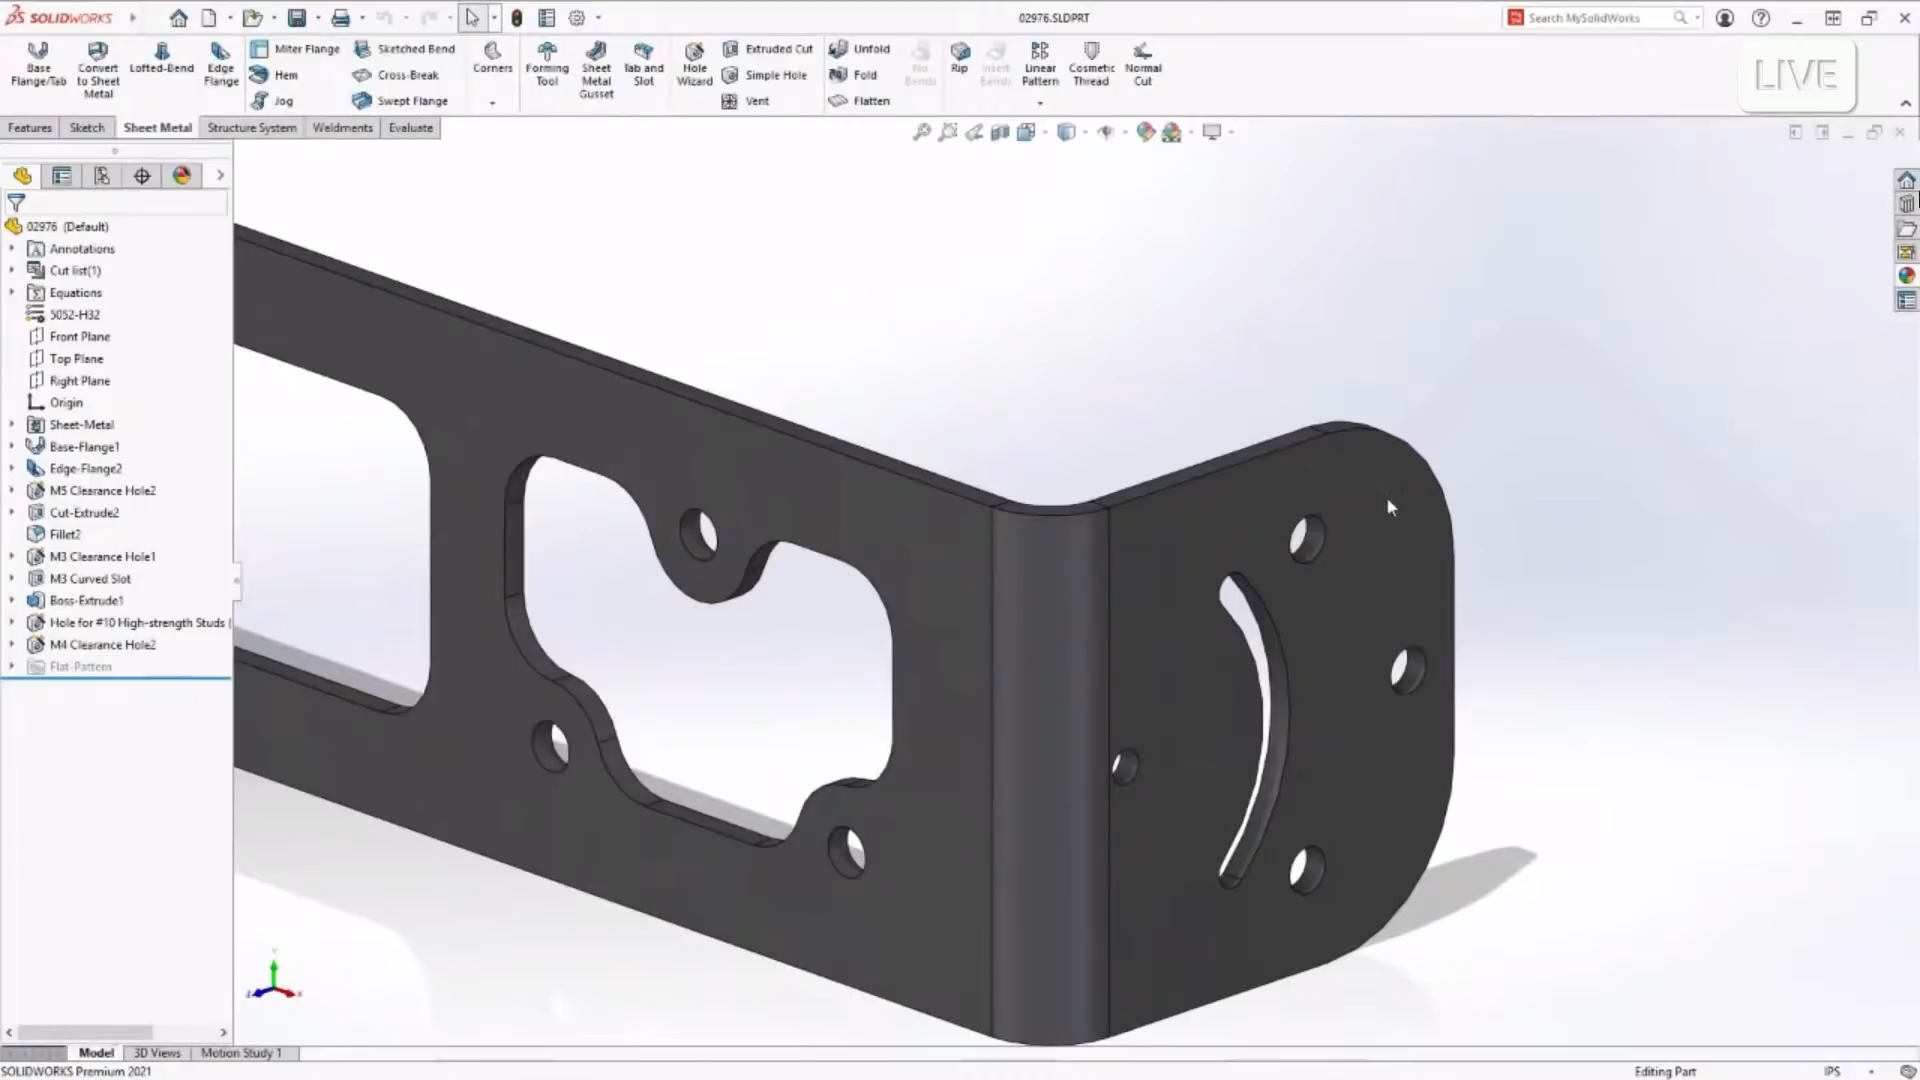 SOLIDWORKS
02976.SLDPRT
Search MySolidWorks
LIVE
Base Flange/Tab
Convert to Sheet Metal
Lofted-Bend
Edge Flange
Miter Flange
Hem
Jog
Sketched Bend
Cross-Break
Swept Flange
Corners
Forming Tool
Sheet Metal Gusset
Tab and Slot
Hole Wizard
Extruded Cut
Simple Hole
Vent
Unfold
Fold
Flatten
No Bends
Rip
Insert Bends
Linear Pattern
Cosmetic Thread
Normal Cut
Features
Sketch
Sheet Metal
Structure System
Weldments
Evaluate
02976 (Default)
Annotations
Cut list(1)
Equations
5052-H32
Front Plane
Top Plane
Right Plane
Origin
Sheet-Metal
Base-Flange1
Edge-Flange2
M5 Clearance Hole2
Cut-Extrude2
Fillet2
M3 Clearance Hole1
M3 Curved Slot
Boss-Extrude1
Hole for #10 High-strength Studs (
M4 Clearance Hole2
Flat-Pattern
Model
3D Views
Motion Study 1
SOLIDWORKS Premium 2021
Editing Part
IPS